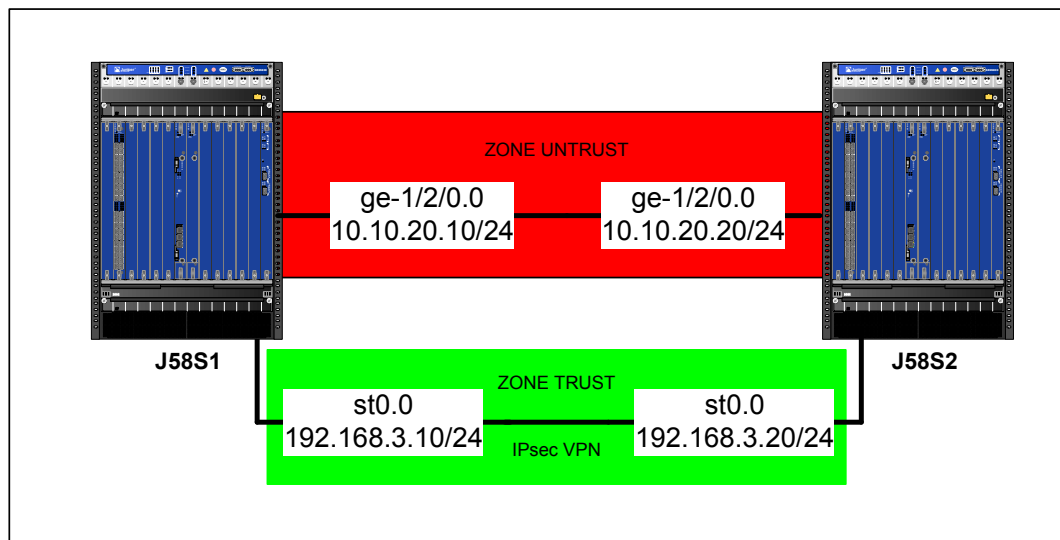 ZONE UNTRUST
ge-1/2/0.0
10.10.20.10/24
ge-1/2/0.0
10.10.20.20/24
J58S1
J58S2
ZONE TRUST
st0.0
192.168.3.10/24
IPsec VPN
st0.0
192.168.3.20/24